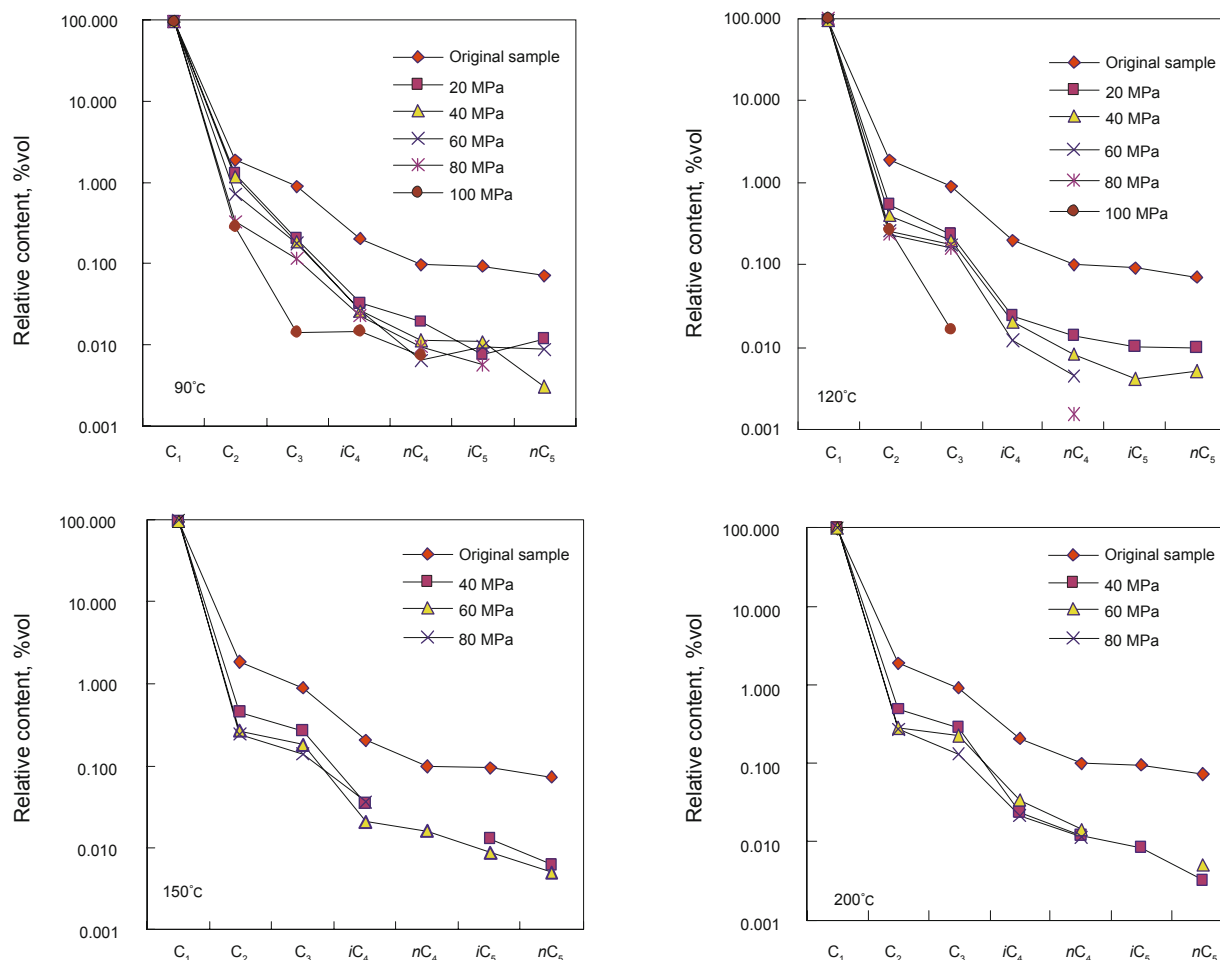 Relative content, %vol
100.000
10.000
1.000
0.100
0.010
0.001
Original sample
20 MPa
40 MPa
60 MPa
80 MPa
100 MPa
90°C
C₁ C₂ C₃ iC₄ nC₄ iC₅ nC₅
Relative content, %vol
100.000
10.000
1.000
0.100
0.010
0.001
Original sample
20 MPa
40 MPa
60 MPa
80 MPa
100 MPa
120°C
C₁ C₂ C₃ iC₄ nC₄ iC₅ nC₅
Relative content, %vol
100.000
10.000
1.000
0.100
0.010
0.001
Original sample
40 MPa
60 MPa
80 MPa
150°C
C₁ C₂ C₃ iC₄ nC₄ iC₅ nC₅
Relative content, %vol
100.000
10.000
1.000
0.100
0.010
0.001
Original sample
40 MPa
60 MPa
80 MPa
200°C
C₁ C₂ C₃ iC₄ nC₄ iC₅ nC₅